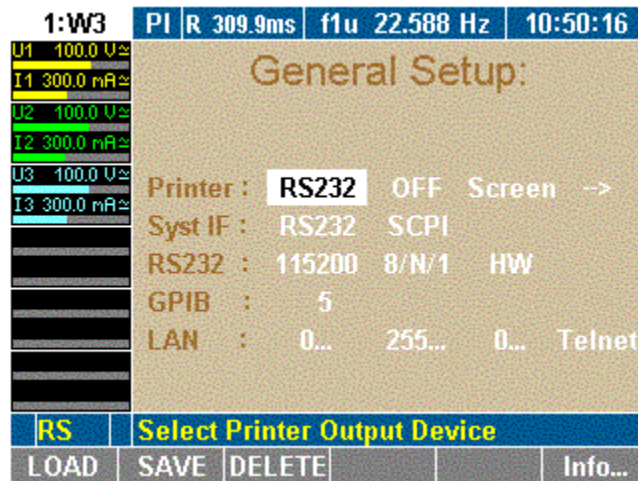 1:W3 PI R 309.9ms f1u 22.588 Hz 10:50:16
U1 100.0 V≃
I1 300.0 mA≃
General Setup:
U2 100.0 V≃
I2 300.0 mA≃
U3 100.0 V≃
I3 300.0 mA≃
Printer : RS232 OFF Screen -->
Syst IF : RS232 SCPI
RS232 : 115200 8/N/1 HW
GPIB : 5
LAN : 0... 255... 0... Telnet
RS Select Printer Output Device
LOAD SAVE DELETE Info...